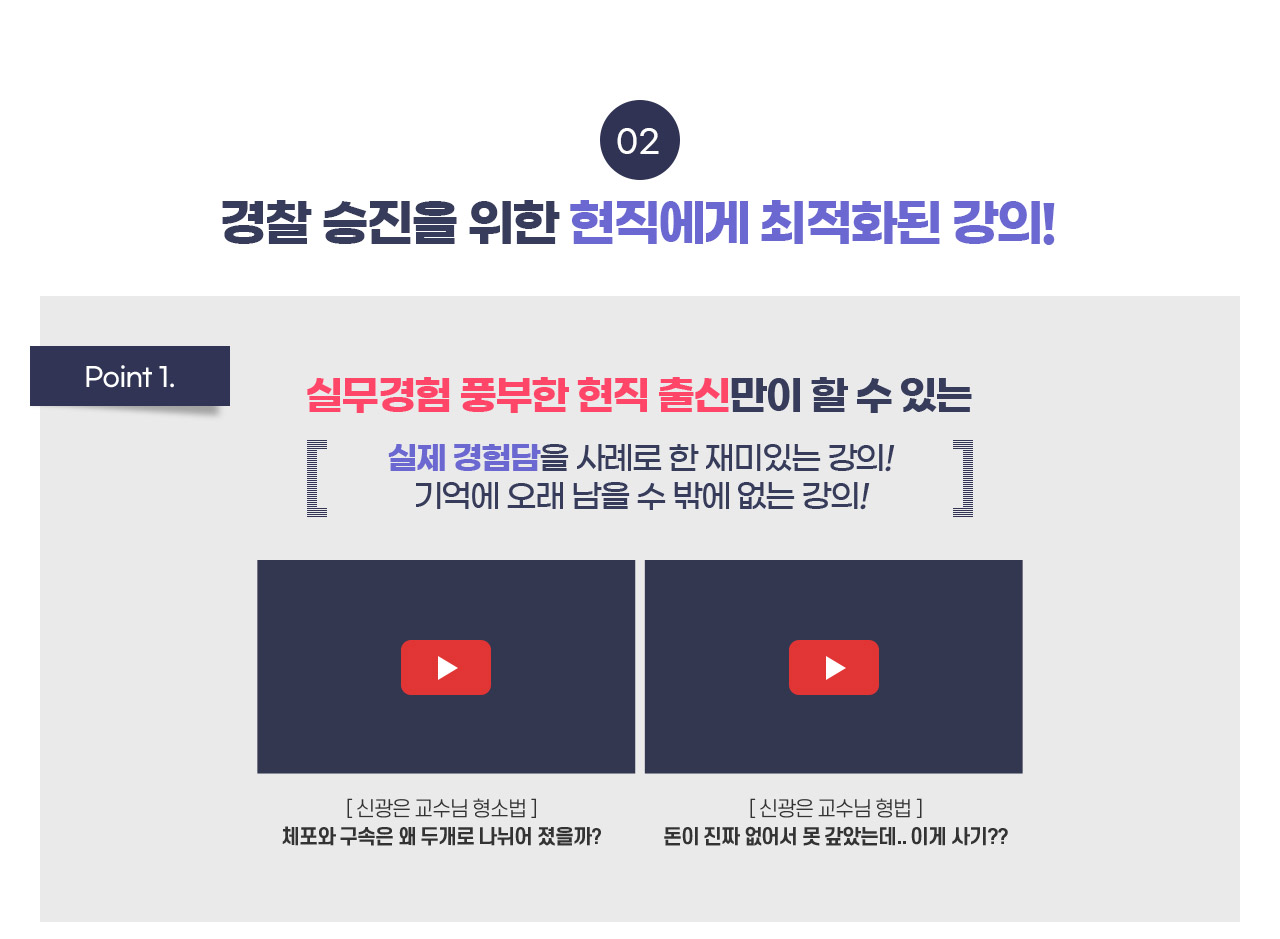 02
경찰 승진을 위한 현직에게 최적화된 강의!
Point 1.
실무경험 풍부한 현직 출신만이 할 수 있는
실제 경험담을 사례로 한 재미있는 강의!
기억에 오래 남을 수 밖에 없는 강의!
[ 신광은 교수님 형소법 ]
체포와 구속은 왜 두개로 나뉘어 졌을까?
[ 신광은 교수님 형법 ]
돈이 진짜 없어서 못 갚았는데.. 이게 사기??